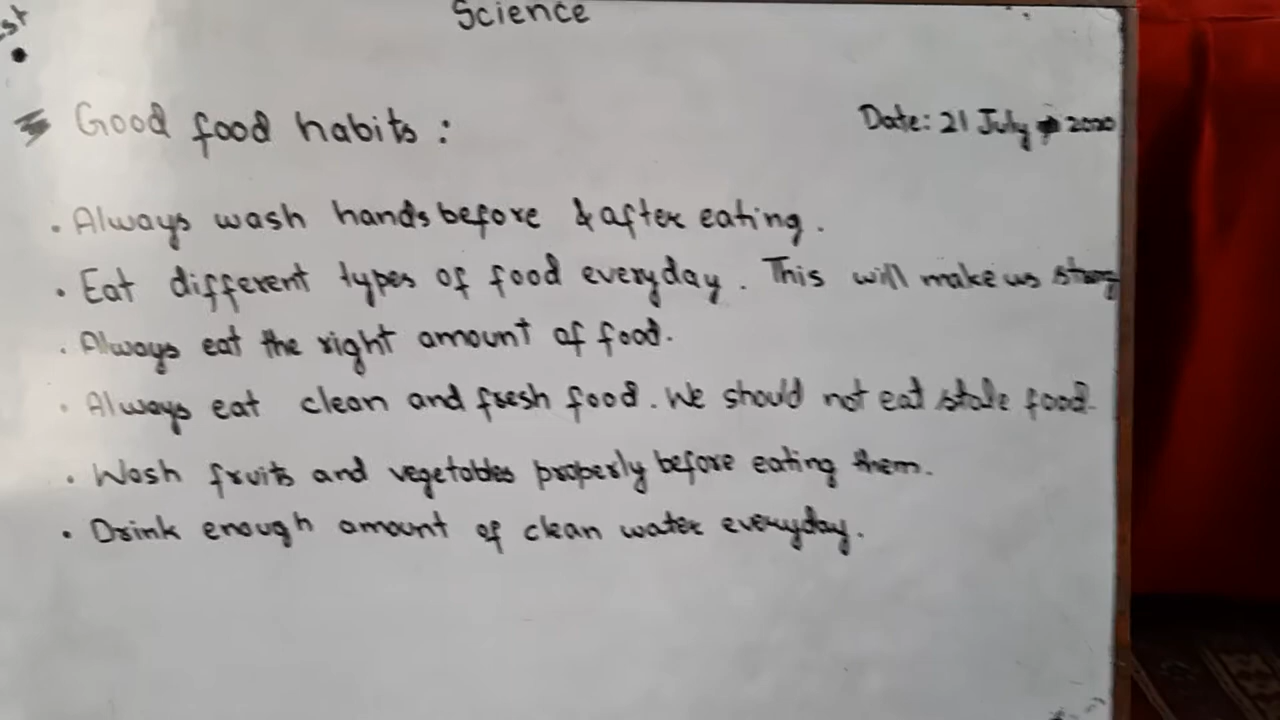 Science
Good food habits :
Date: 21 July 2020
. Always wash hands before & after eating.
. Eat different types of food everyday. This will make us strong
. Always eat the right amount of food.
. Always eat clean and fresh food. We should not eat stale food.
. Wash fruits and vegetables properly before eating them.
. Drink enough amount of clean water everyday.